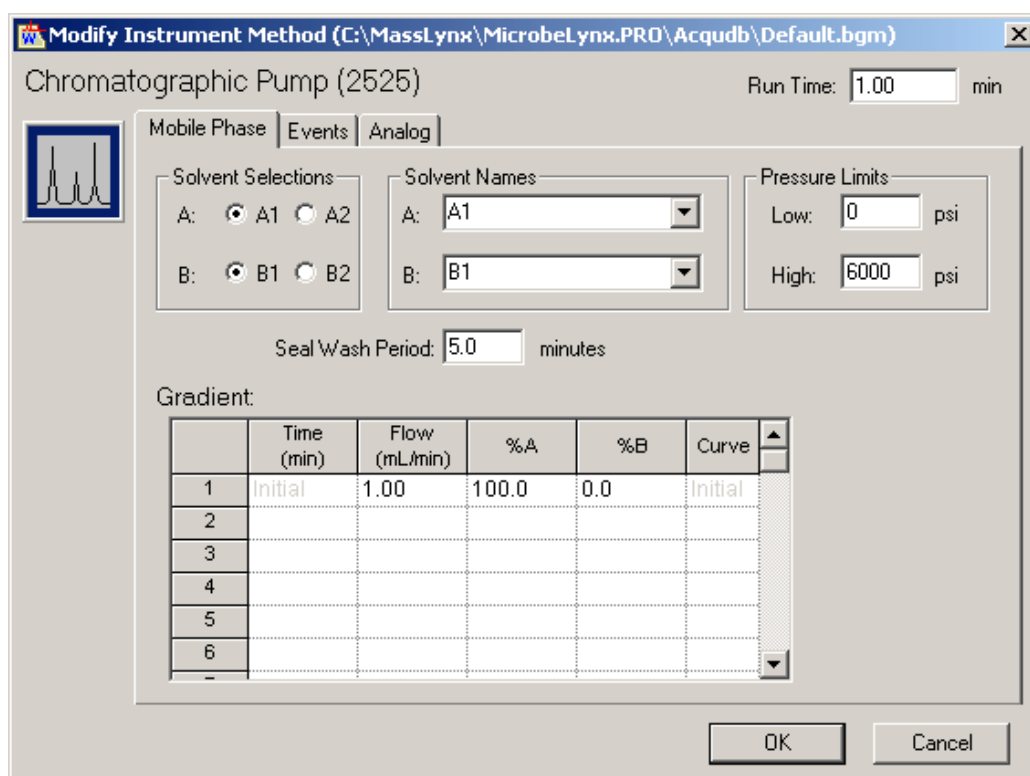 Modify Instrument Method (C:\MassLynx\MicrobeLynx.PRO\Acqudb\Default.bgm)
Chromatographic Pump (2525)
Run Time: 1.00 min
Mobile Phase Events Analog
Solvent Selections Solvent Names Pressure Limits
A: A1 A2 A: A1 Low: 0 psi
B: B1 B2 B: B1 High: 6000 psi
Seal Wash Period: 5.0 minutes
Gradient:
Time (min) Flow (mL/min) %A %B Curve
1 Initial 1.00 100.0 0.0 Initial
2
3
4
5
6
OK Cancel